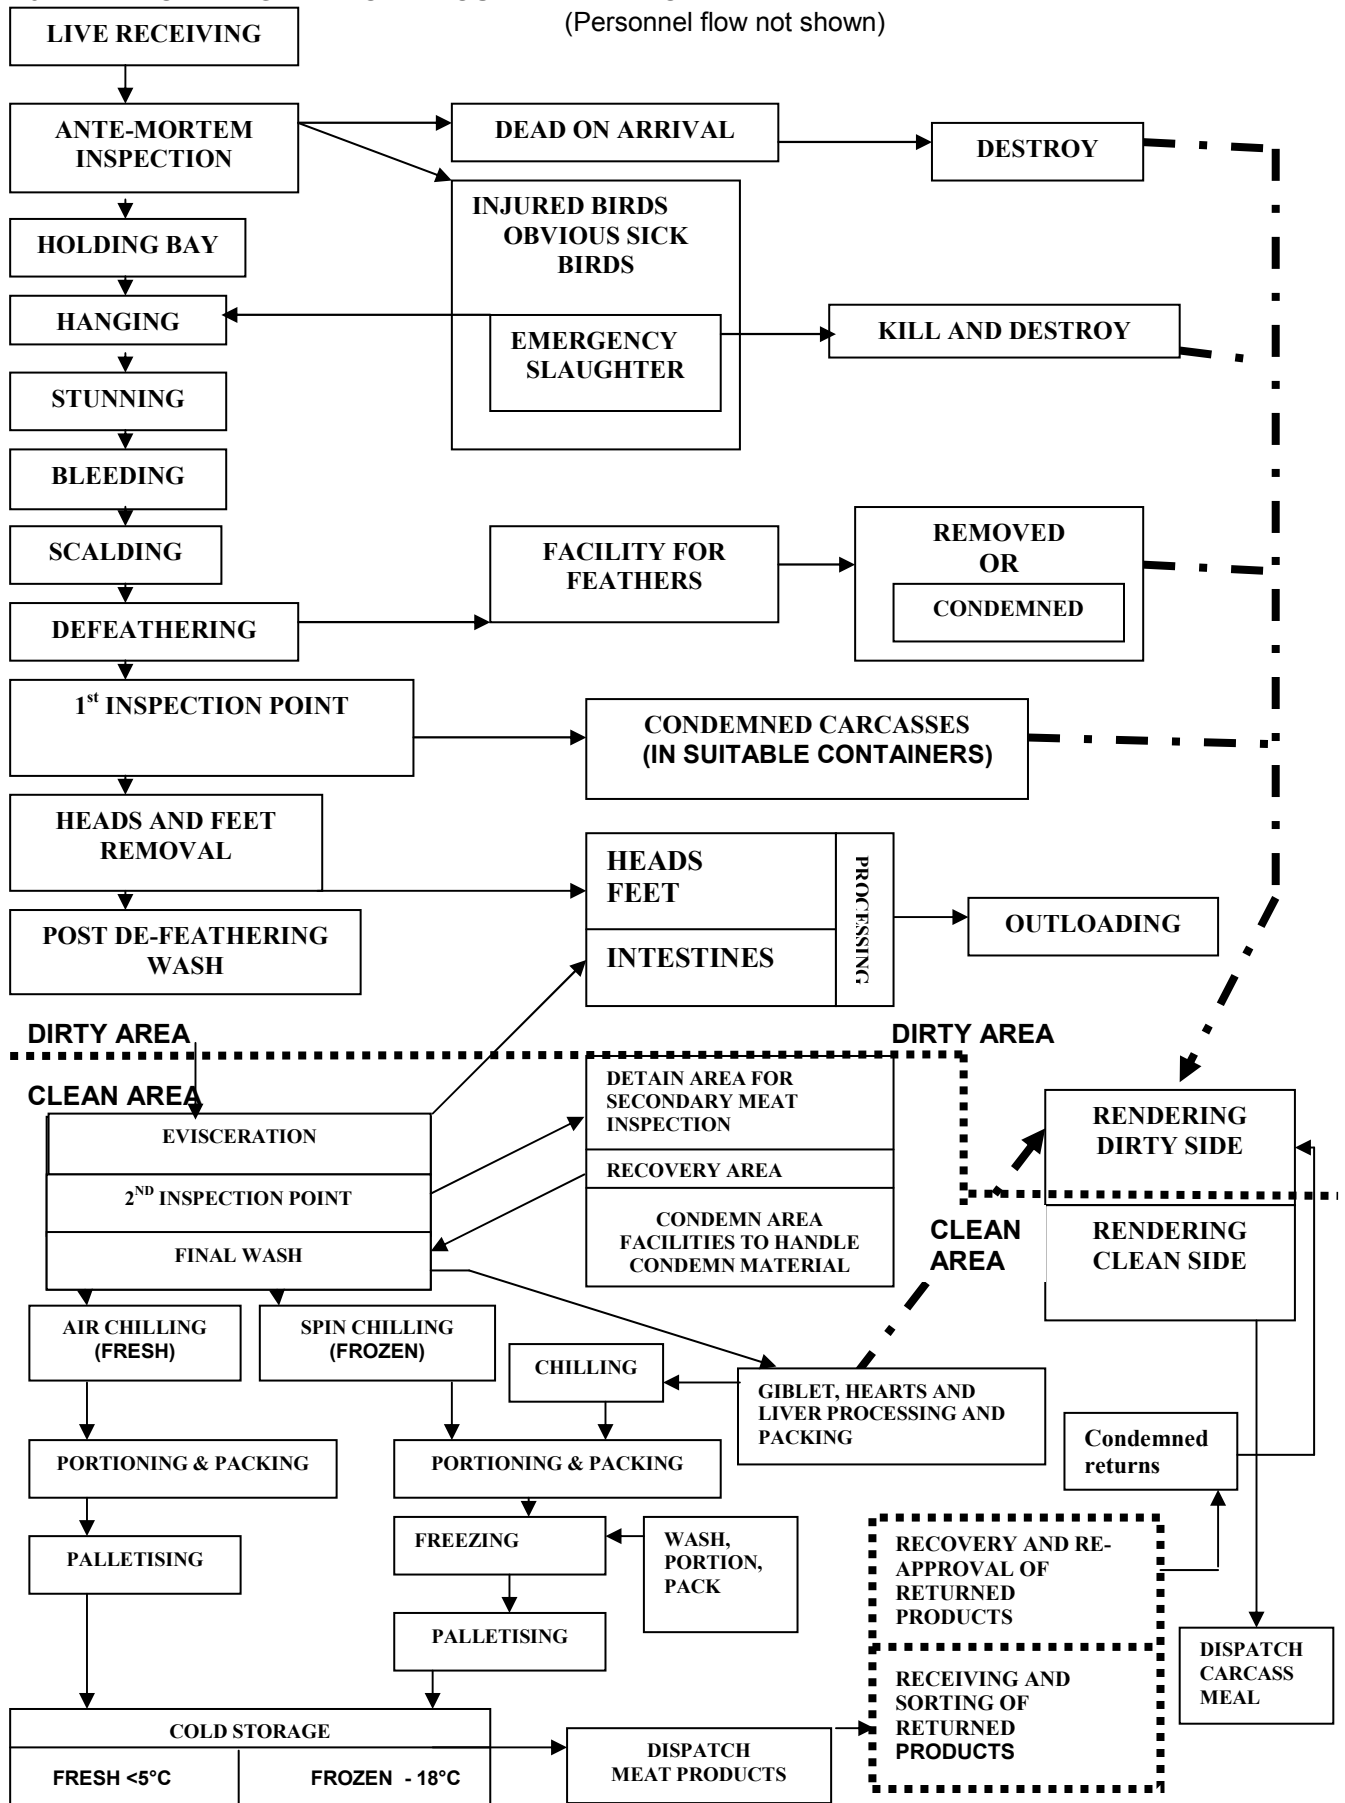 (Personnel flow not shown)
LIVE RECEIVING
ANTE-MORTEM
INSPECTION
DEAD ON ARRIVAL
DESTROY
INJURED BIRDS
OBVIOUS SICK
BIRDS
HOLDING BAY
HANGING
EMERGENCY
SLAUGHTER
KILL AND DESTROY
STUNNING
BLEEDING
SCALDING
FACILITY FOR
FEATHERS
REMOVED
OR
CONDEMNED
DEFEATHERING
1st INSPECTION POINT
CONDEMNED CARCASSES
(IN SUITABLE CONTAINERS)
HEADS AND FEET
REMOVAL
HEADS
FEET
INTESTINES
PROCESSING
OUTLOADING
POST DE-FEATHERING
WASH
DIRTY AREA
DIRTY AREA
CLEAN AREA
EVISCERATION
2ND INSPECTION POINT
FINAL WASH
DETAIN AREA FOR
SECONDARY MEAT
INSPECTION
RECOVERY AREA
CONDEMN AREA
FACILITIES TO HANDLE
CONDEMN MATERIAL
CLEAN
AREA
RENDERING
DIRTY SIDE
RENDERING
CLEAN SIDE
AIR CHILLING
(FRESH)
SPIN CHILLING
(FROZEN)
CHILLING
GIBLET, HEARTS AND
LIVER PROCESSING AND
PACKING
Condemned
returns
PORTIONING & PACKING
PORTIONING & PACKING
PALLETISING
FREEZING
WASH,
PORTION,
PACK
PALLETISING
RECOVERY AND RE-
APPROVAL OF
RETURNED
PRODUCTS
RECEIVING AND
SORTING OF
RETURNED
PRODUCTS
DISPATCH
CARCASS
MEAL
COLD STORAGE
FRESH <5°C
FROZEN - 18°C
DISPATCH
MEAT PRODUCTS